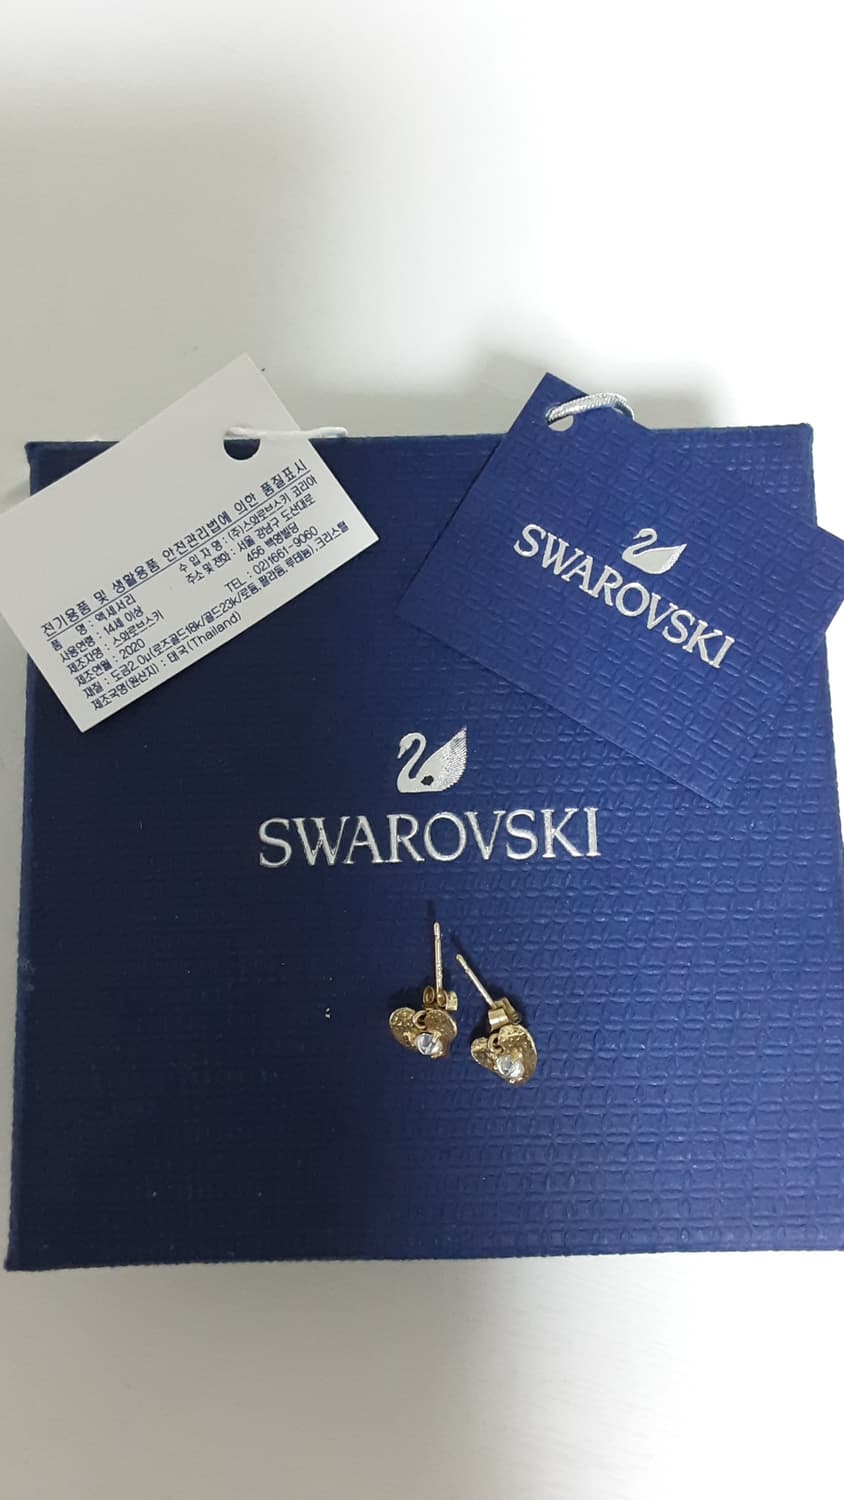 전기용품 및 생활용품 안전관리법에 의한 품질표시
품 명 : 액세서리
사용연령 : 14세 이상
제조자명 : 스와로브스키
제조연월 : 2020
수 입 자 명 : (주)스와로브스키 코리아
주소 및 전화 : 서울 강남구 도산대로
456 백영빌딩
TEL : 02)1661-9060
재질 : 도금2.0µ(로즈골드18k/골드23k/로듐,팔라듐,루테늄),크리스털
제조국명(원산지) : 태국(Thailand)
SWAROVSKI
SWAROVSKI